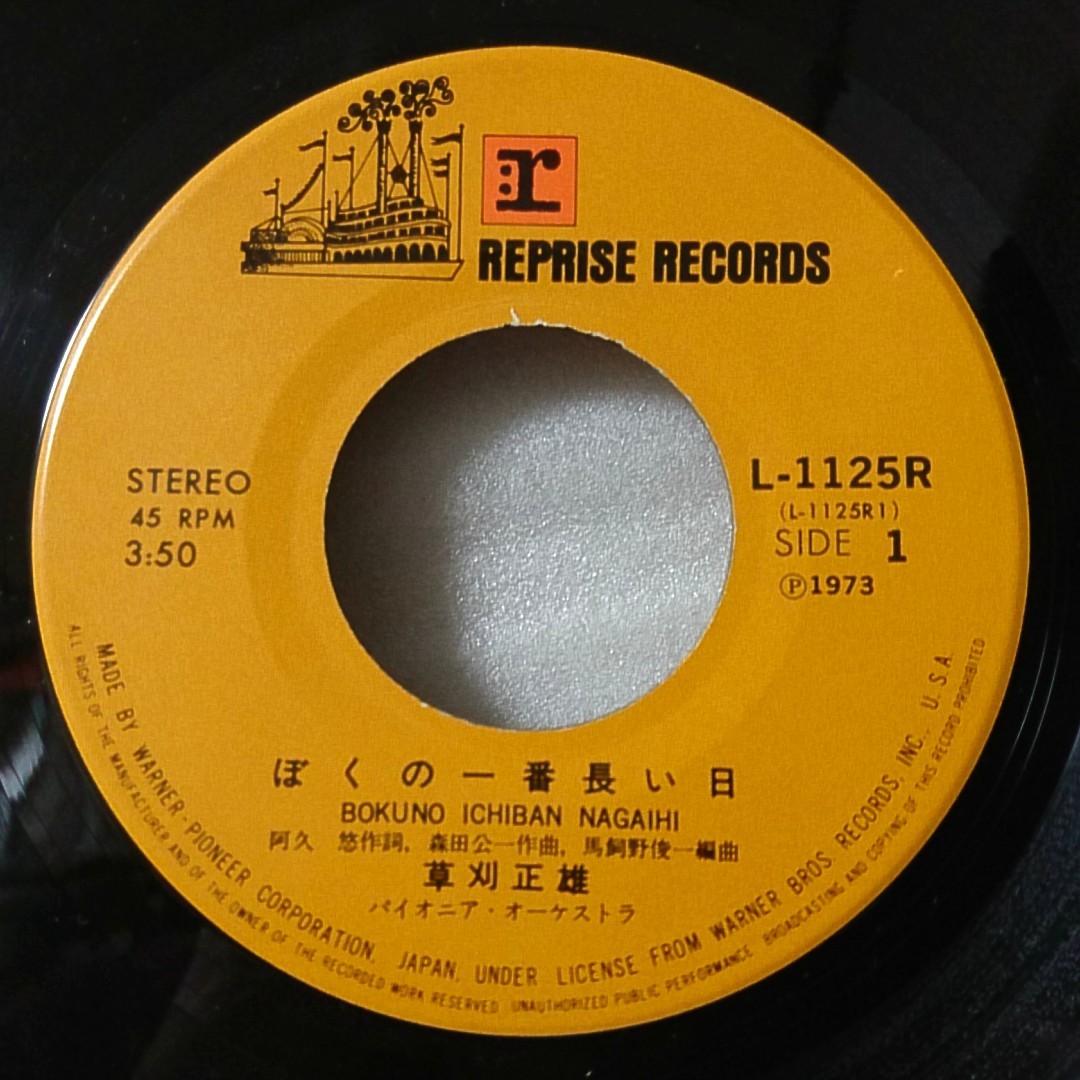 r
REPRISE RECORDS
STEREO
45 RPM
3:50
L-1125R
(L-1125R1)
SIDE 1
Ⓟ1973
ぼくの一番長い日
BOKUNO ICHIBAN NAGAIHI
阿久 悠作詞, 森田公一作曲, 馬飼野俊一編曲
草刈正雄
パイオニア・オーケストラ
MADE BY WARNER-PIONEER CORPORATION, JAPAN, UNDER LICENSE FROM WARNER BROS. RECORDS, INC., U.S.A.
ALL RIGHTS OF THE MANUFACTURER AND OF THE OWNER OF THE RECORDED WORK RESERVED UNAUTHORIZED PUBLIC PERFORMANCE BROADCASTING AND COPYING OF THIS RECORD PROHIBITED